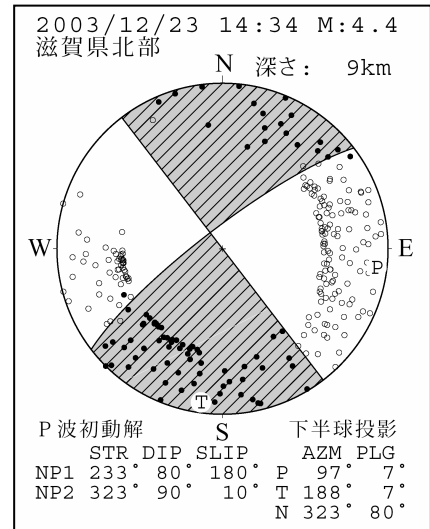 2003/12/23 14:34 M:4.4
滋賀県北部
N
深さ: 9km
W
E
P
T
S
P波初動解 下半球投影
STR DIP SLIP AZM PLG
NP1 233° 80° 180° P 97° 7°
NP2 323° 90° 10° T 188° 7°
N 323° 80°